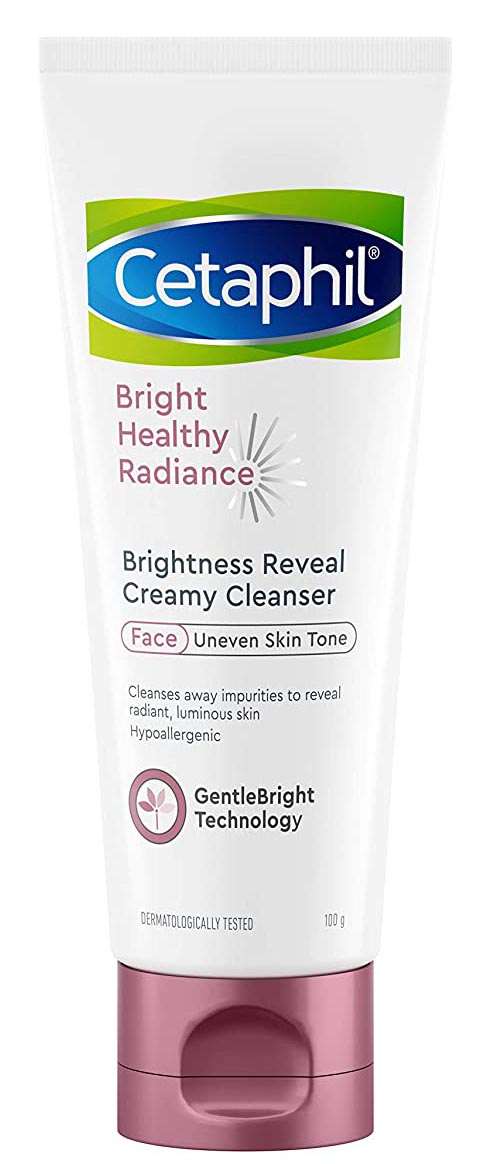 Cetaphil®
Bright
Healthy
Radiance
Brightness Reveal
Creamy Cleanser
Face Uneven Skin Tone
Cleanses away impurities to reveal
radiant, luminous skin
Hypoallergenic
GentleBright
Technology
DERMATOLOGICALLY TESTED 100 g